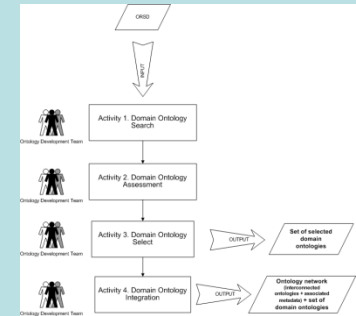 ORSD
INPUT
Activity 1. Domain Ontology
Search
Ontology Development Team
Activity 2. Domain Ontology
Assessment
Ontology Development Team
Activity 3. Domain Ontology
Select
Ontology Development Team
OUTPUT
Set of selected
domain
ontologies
Activity 4. Domain Ontology
Integration
Ontology Development Team
OUTPUT
Ontology network
(interconnected
ontologies + associated
metadata) + set of
domain ontologies